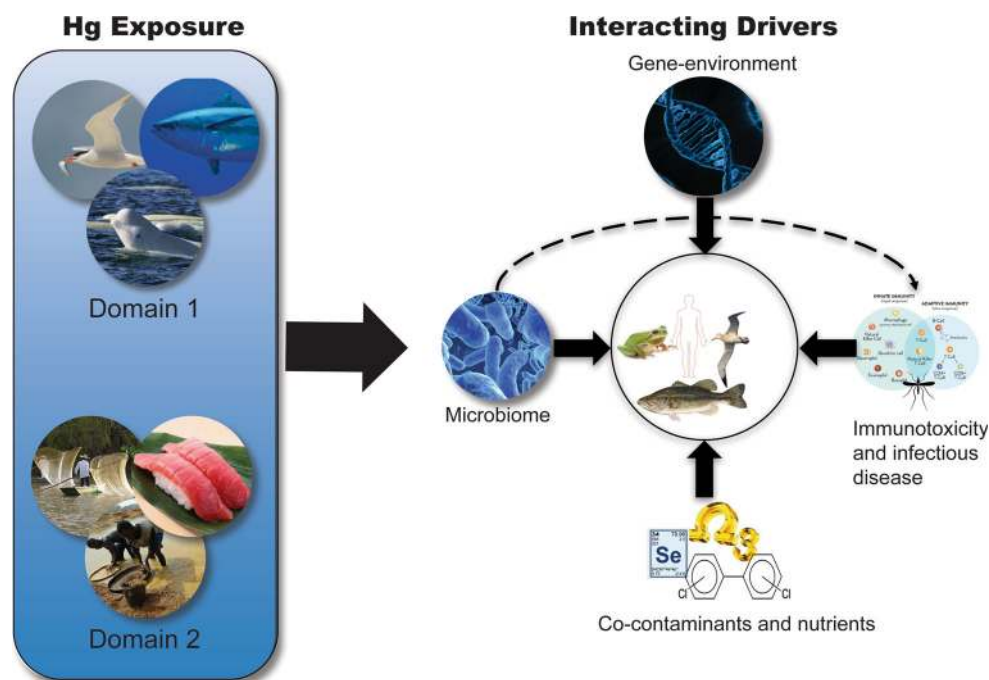 Hg Exposure
Interacting Drivers
Gene-environment
Domain 1
Microbiome
Immunotoxicity
and infectious
disease
Domain 2
Se
Ω3
Cl
Cl
Co-contaminants and nutrients